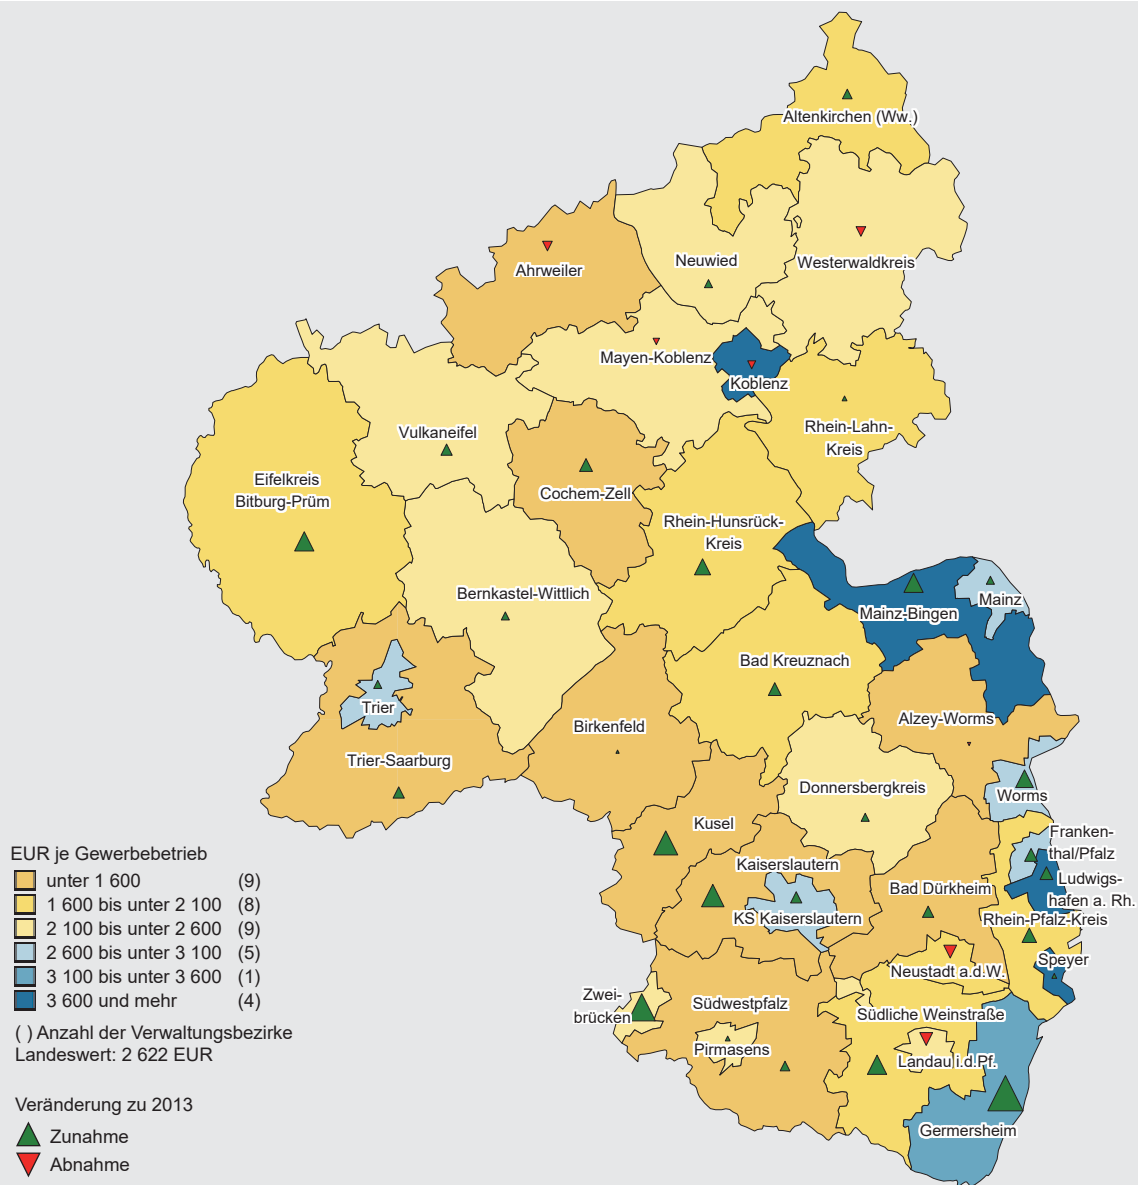 Altenkirchen (Ww.)
Neuwied
Westerwaldkreis
Ahrweiler
Mayen-Koblenz
Koblenz
Rhein-Lahn-
Kreis
Vulkaneifel
Eifelkreis
Bitburg-Prüm
Cochem-Zell
Rhein-Hunsrück-
Kreis
Bernkastel-Wittlich
Mainz
Mainz-Bingen
Bad Kreuznach
Trier
Alzey-Worms
Birkenfeld
Trier-Saarburg
Donnersbergkreis
Worms
Kusel
Franken-
thal/Pfalz
Kaiserslautern
Ludwigs-
hafen a. Rh.
Bad Dürkheim
KS Kaiserslautern
Rhein-Pfalz-Kreis
Speyer
Neustadt a.d.W.
Zwei-
brücken
Südwestpfalz
Südliche Weinstraße
Pirmasens
Landau i.d.Pf.
Germersheim
EUR je Gewerbebetrieb
unter 1 600 (9)
1 600 bis unter 2 100 (8)
2 100 bis unter 2 600 (9)
2 600 bis unter 3 100 (5)
3 100 bis unter 3 600 (1)
3 600 und mehr (4)
( ) Anzahl der Verwaltungsbezirke
Landeswert: 2 622 EUR
Veränderung zu 2013
Zunahme
Abnahme